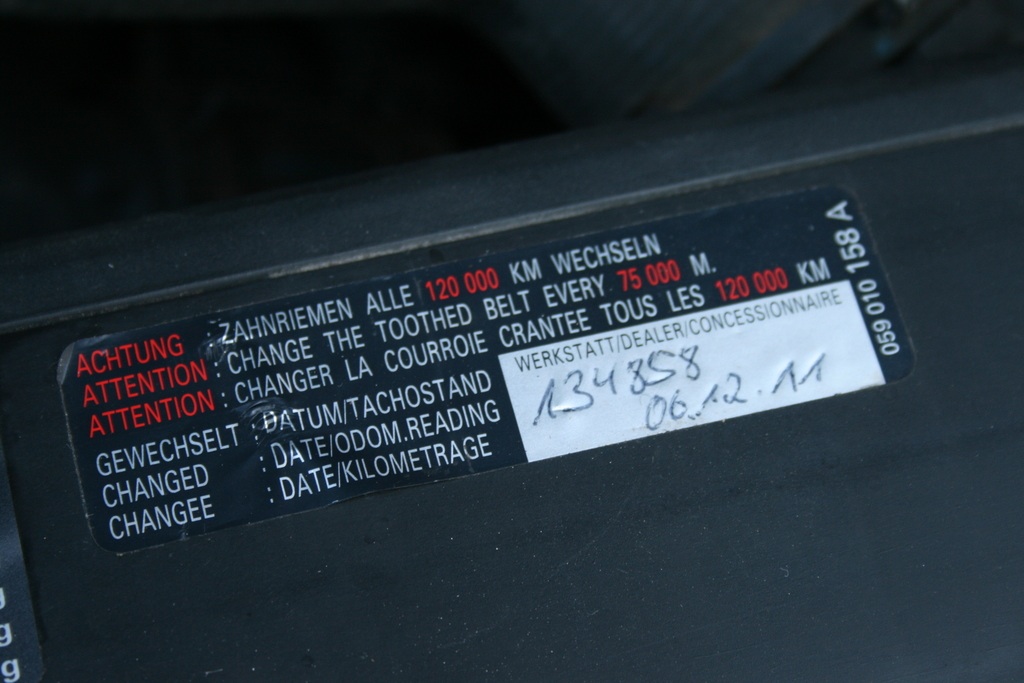 ACHTUNG : ZAHNRIEMEN ALLE 120 000 KM WECHSELN
ATTENTION : CHANGE THE TOOTHED BELT EVERY 75 000 M.
ATTENTION : CHANGER LA COURROIE CRANTEE TOUS LES 120 000 KM
GEWECHSELT : DATUM/TACHOSTAND
CHANGED : DATE/ODOM.READING
CHANGEE : DATE/KILOMETRAGE
WERKSTATT/DEALER/CONCESSIONNAIRE
134858
06.12.11
059 010 158 A
g
g